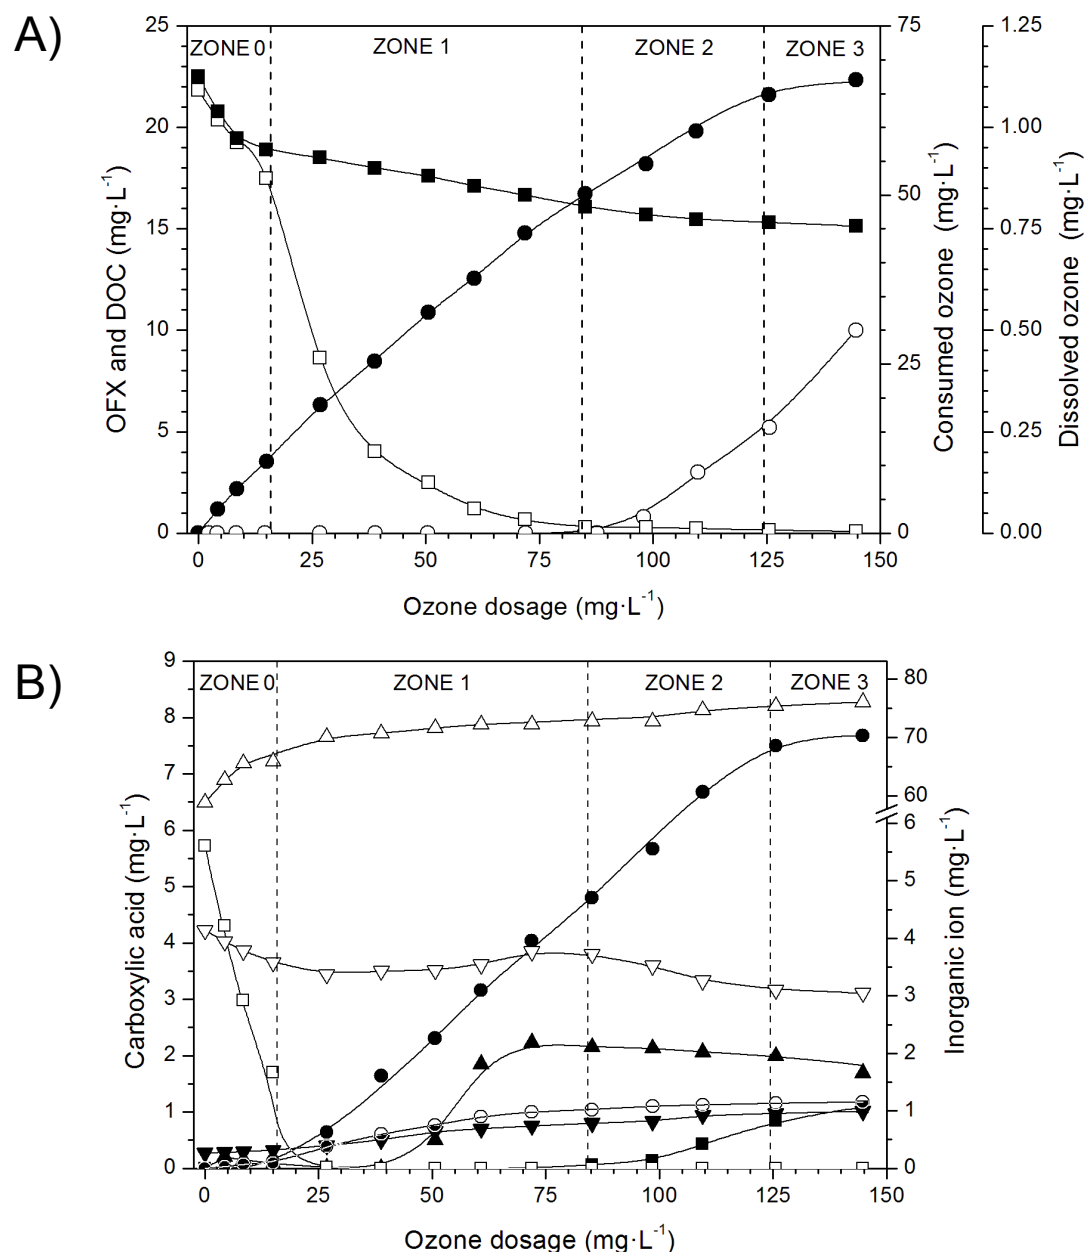 A)
ZONE 0 ZONE 1 ZONE 2 ZONE 3
OFX and DOC (mg·L⁻¹)
25
20
15
10
5
0
Consumed ozone (mg·L⁻¹)
75
50
25
0
Dissolved ozone (mg·L⁻¹)
1.25
1.00
0.75
0.50
0.25
0.00
0 25 50 75 100 125 150
Ozone dosage (mg·L⁻¹)
B)
ZONE 0 ZONE 1 ZONE 2 ZONE 3
Carboxylic acid (mg·L⁻¹)
9
8
7
6
5
4
3
2
1
0
Inorganic ion (mg·L⁻¹)
80
70
60
6
5
4
3
2
1
0
0 25 50 75 100 125 150
Ozone dosage (mg·L⁻¹)